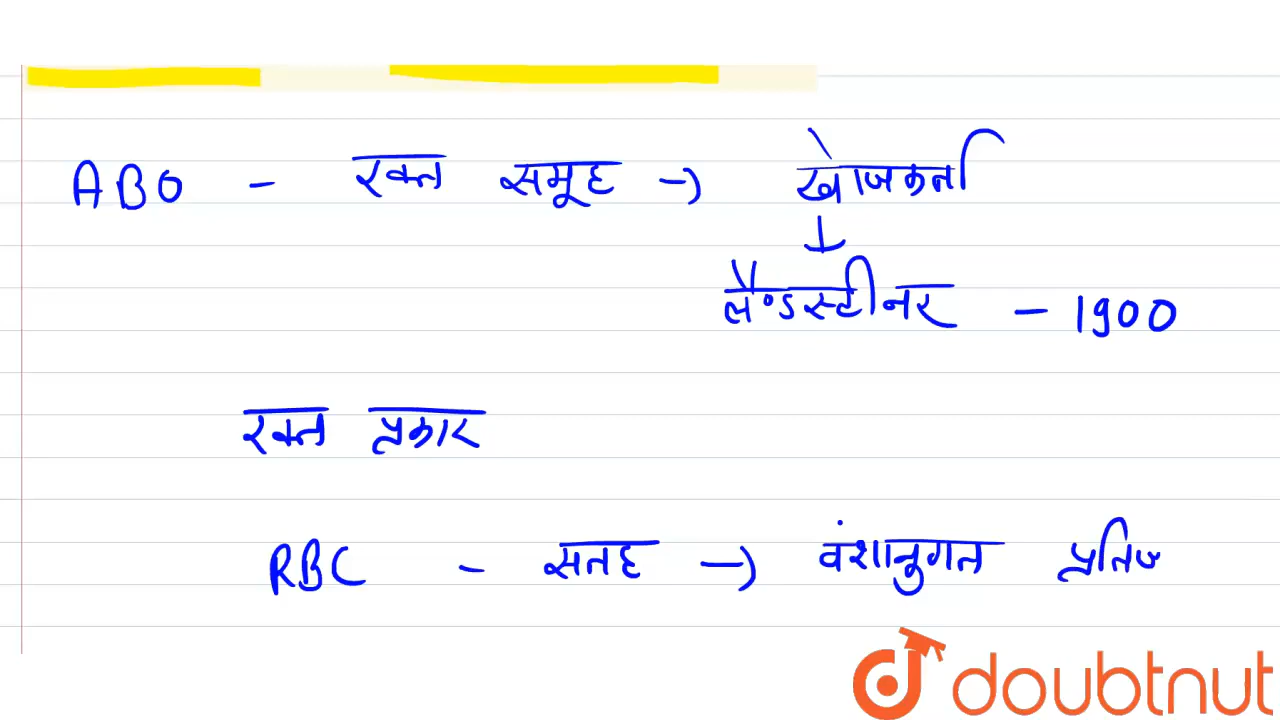 ABO - रक्त समूह → खोजकर्ता
↓
लैण्डस्टीनर - 1900
रक्त प्रकार
RBC - सतह → वंशानुगत प्रतिज
doubtnut